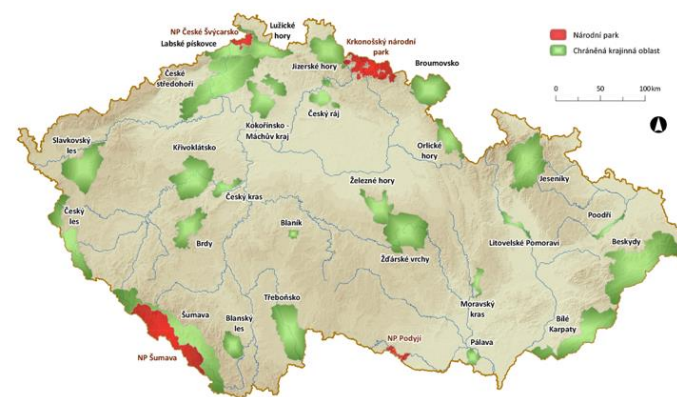 NP České Švýcarsko
Lužické
hory
Labské pískovce
Krkonošský národní
park
Národní park
Chráněná krajinná oblast
0
50
100km
Jizerské hory
Broumovsko
České
středohoří
Český ráj
Kokořínsko -
Máchův kraj
Slavkovský
les
Křivoklátsko
Orlické
hory
Jeseníky
Železné hory
Český kras
Český
les
Poodří
Blaník
Brdy
Litovelské Pomoraví
Beskydy
Žďárské vrchy
Třeboňsko
Moravský
kras
Šumava
Blanský
les
Bílé
Karpaty
NP Podyjí
Pálava
NP Šumava